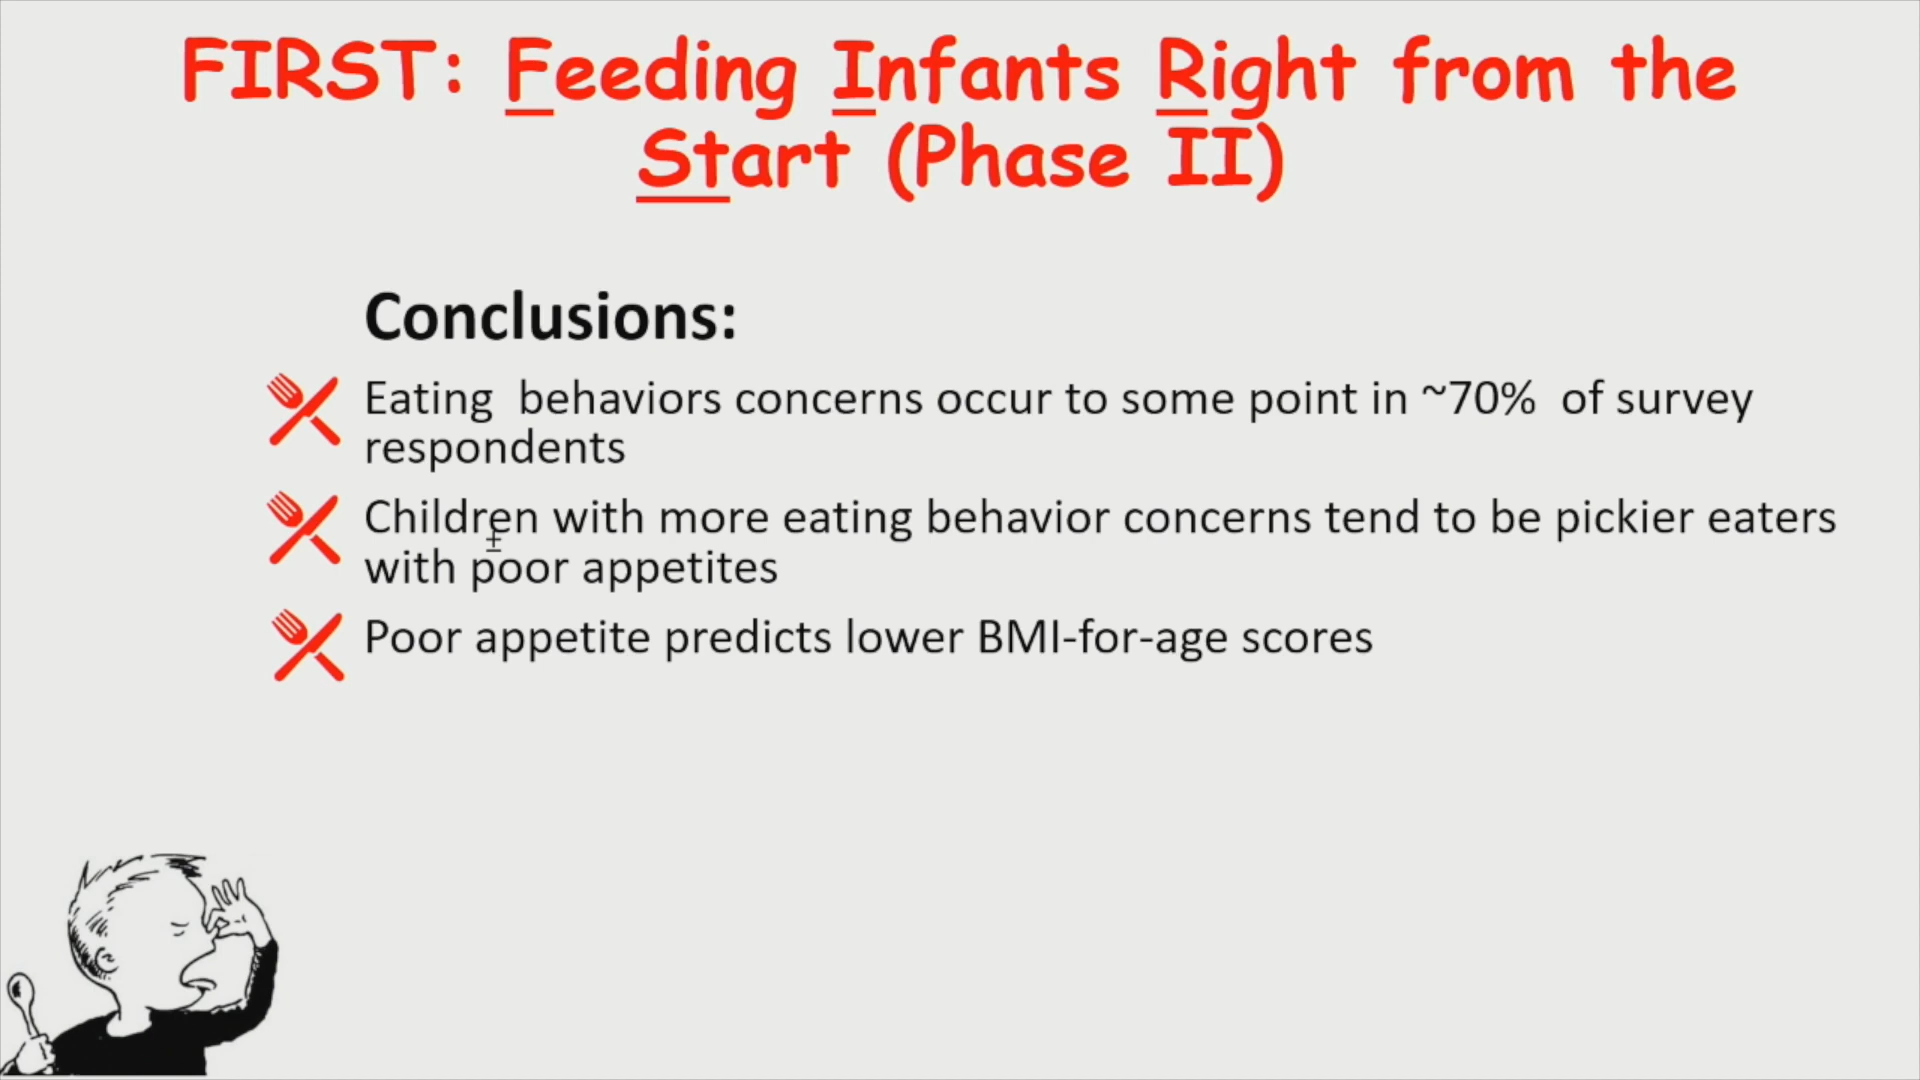 FIRST: Feeding Infants Right from the
Start (Phase II)
Conclusions:
Eating behaviors concerns occur to some point in ~70% of survey
respondents
Children with more eating behavior concerns tend to be pickier eaters
±
with poor appetites
Poor appetite predicts lower BMI-for-age scores